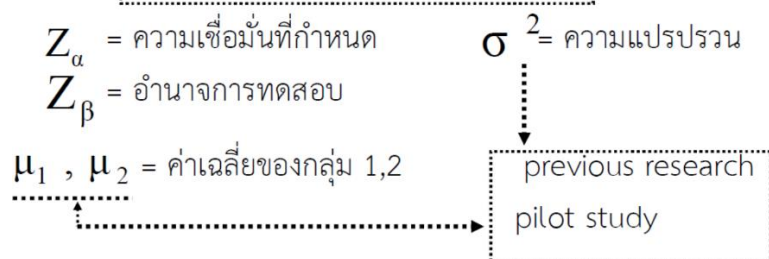 Zα = ความเชื่อมั่นที่กำหนด σ 2= ความแปรปรวน
Zβ = อำนาจการทดสอบ
μ1 , μ2 = ค่าเฉลี่ยของกลุ่ม 1,2 previous research
pilot study